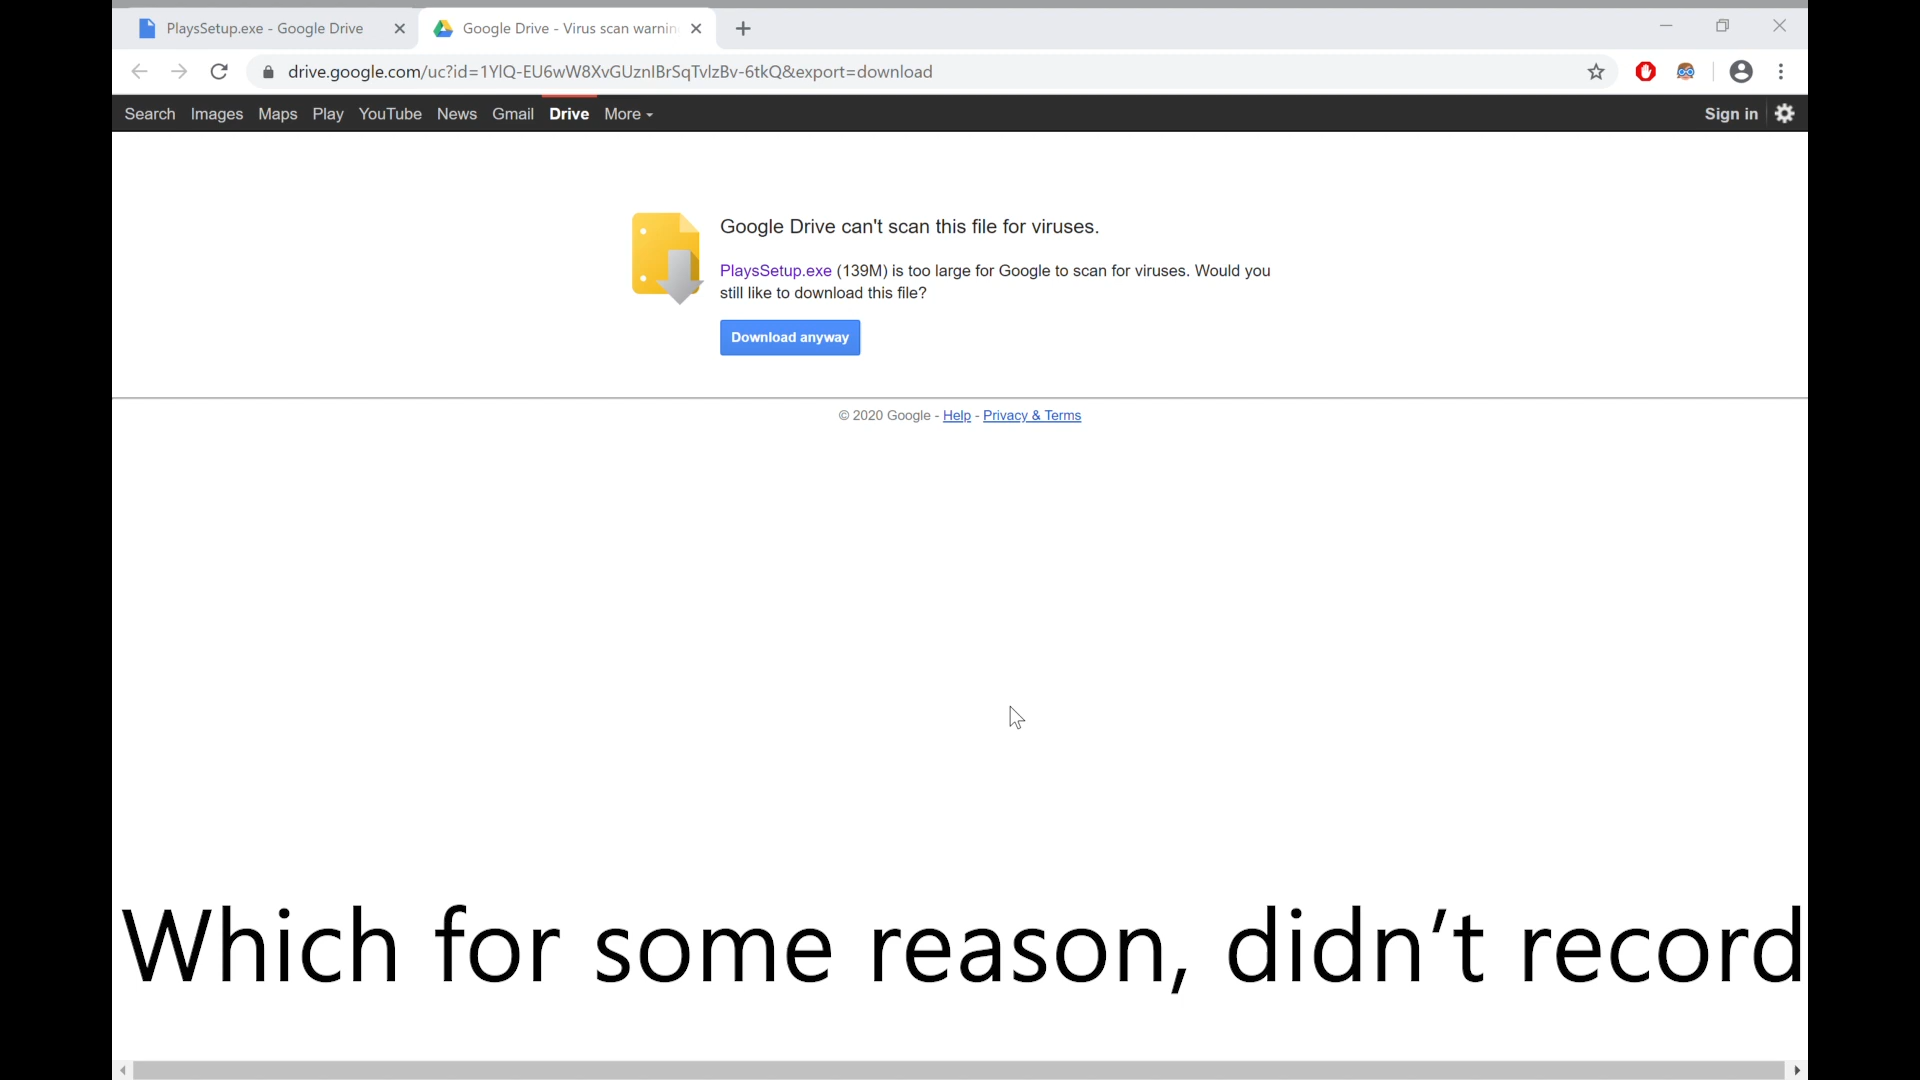 PlaysSetup.exe - Google Drive
Google Drive - Virus scan warnin
drive.google.com/uc?id=1YlQ-EU6wW8XvGUznlBrSqTvlzBv-6tkQ&export=download
Search Images Maps Play YouTube News Gmail Drive More
Sign in
Google Drive can't scan this file for viruses.
PlaysSetup.exe (139M) is too large for Google to scan for viruses. Would you
still like to download this file?
Download anyway
© 2020 Google - Help - Privacy & Terms
Which for some reason, didn’t record